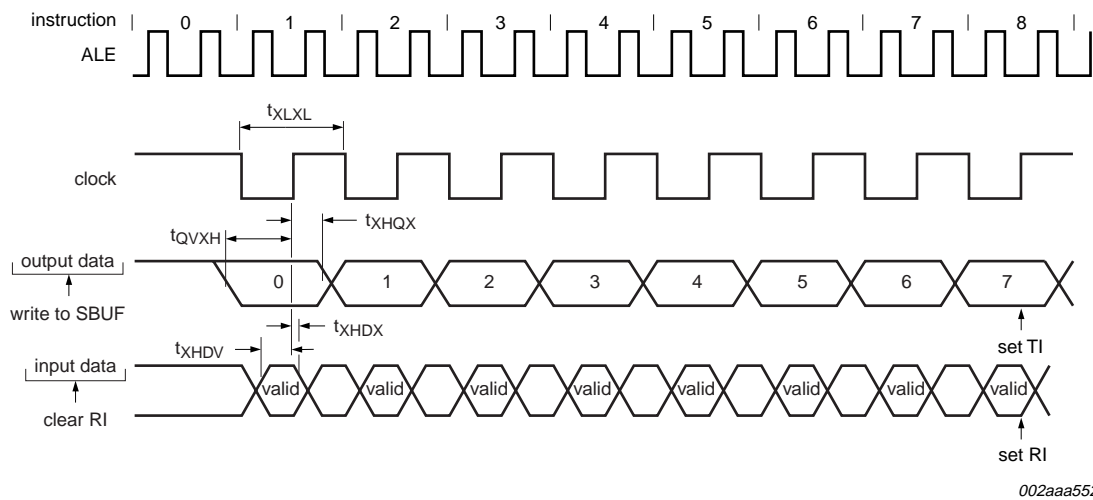 instruction 0 1 2 3 4 5 6 7 8
ALE
tXLXL
clock
tXHQX
tQVXH
output data 0 1 2 3 4 5 6 7
write to SBUF
tXHDX
set TI
tXHDV
input data valid valid valid valid valid valid valid valid
clear RI
set RI
002aaa552